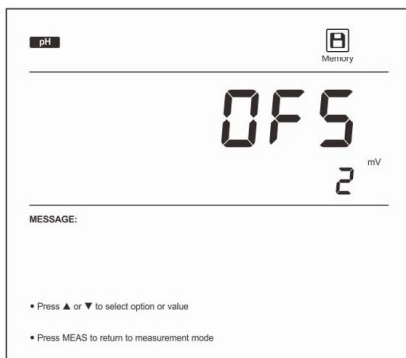 pH
Memory
OFS
mV
2
MESSAGE:
• Press ▲ or ▼ to select option or value
• Press MEAS to return to measurement mode